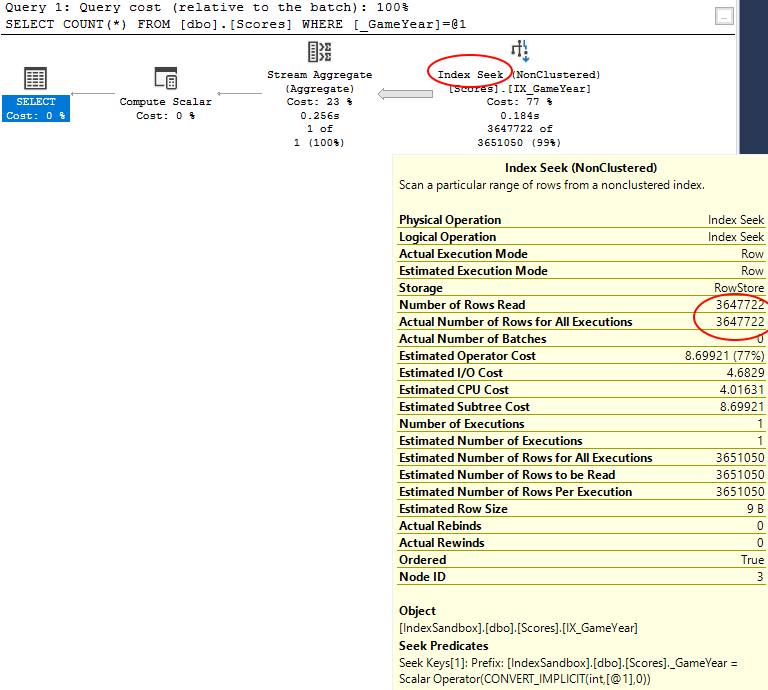 Query 1: Query cost (relative to the batch): 100%
SELECT COUNT(*) FROM [dbo].[Scores] WHERE [_GameYear]=@1
SELECT
Cost: 0 %
Compute Scalar
Cost: 0 %
Stream Aggregate
(Aggregate)
Cost: 23 %
0.256s
1 of
1 (100%)
Index Seek (NonClustered)
[Scores].[IX_GameYear]
Cost: 77 %
0.184s
3647722 of
3651050 (99%)
Index Seek (NonClustered)
Scan a particular range of rows from a nonclustered index.
Physical Operation Index Seek
Logical Operation Index Seek
Actual Execution Mode Row
Estimated Execution Mode Row
Storage RowStore
Number of Rows Read 3647722
Actual Number of Rows for All Executions 3647722
Actual Number of Batches 0
Estimated Operator Cost 8.69921 (77%)
Estimated I/O Cost 4.6829
Estimated CPU Cost 4.01631
Estimated Subtree Cost 8.69921
Number of Executions 1
Estimated Number of Executions 1
Estimated Number of Rows for All Executions 3651050
Estimated Number of Rows to be Read 3651050
Estimated Number of Rows Per Execution 3651050
Estimated Row Size 9 B
Actual Rebinds 0
Actual Rewinds 0
Ordered True
Node ID 3
Object
[IndexSandbox].[dbo].[Scores].[IX_GameYear]
Seek Predicates
Seek Keys[1]: Prefix: [IndexSandbox].[dbo].[Scores]._GameYear =
Scalar Operator(CONVERT_IMPLICIT(int,[@1],0))